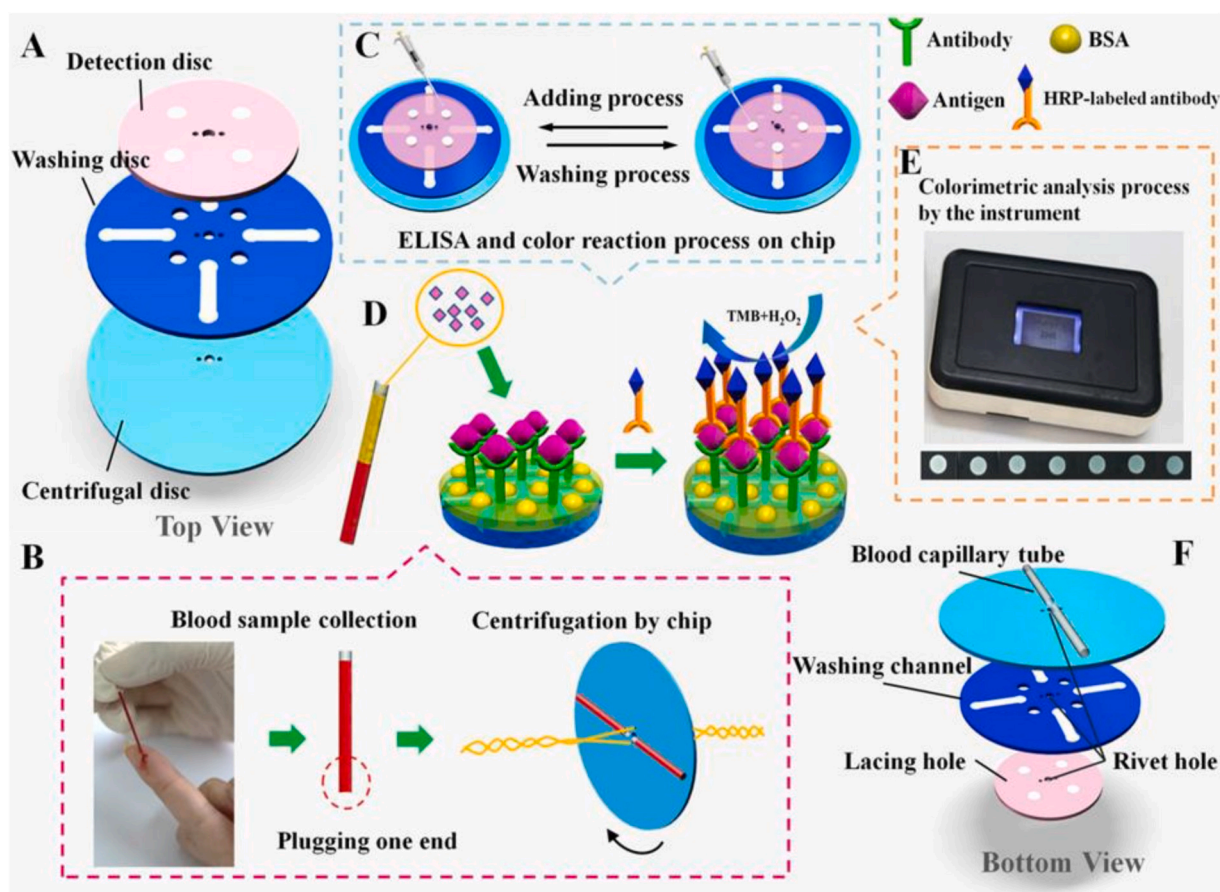 A
Detection disc
Washing disc
Centrifugal disc
Top View
C
Adding process
Washing process
ELISA and color reaction process on chip
Antibody
BSA
Antigen
HRP-labeled antibody
E
Colorimetric analysis process
by the instrument
D
TMB+H₂O₂
B
Blood sample collection
Centrifugation by chip
Plugging one end
F
Blood capillary tube
Washing channel
Lacing hole
Rivet hole
Bottom View